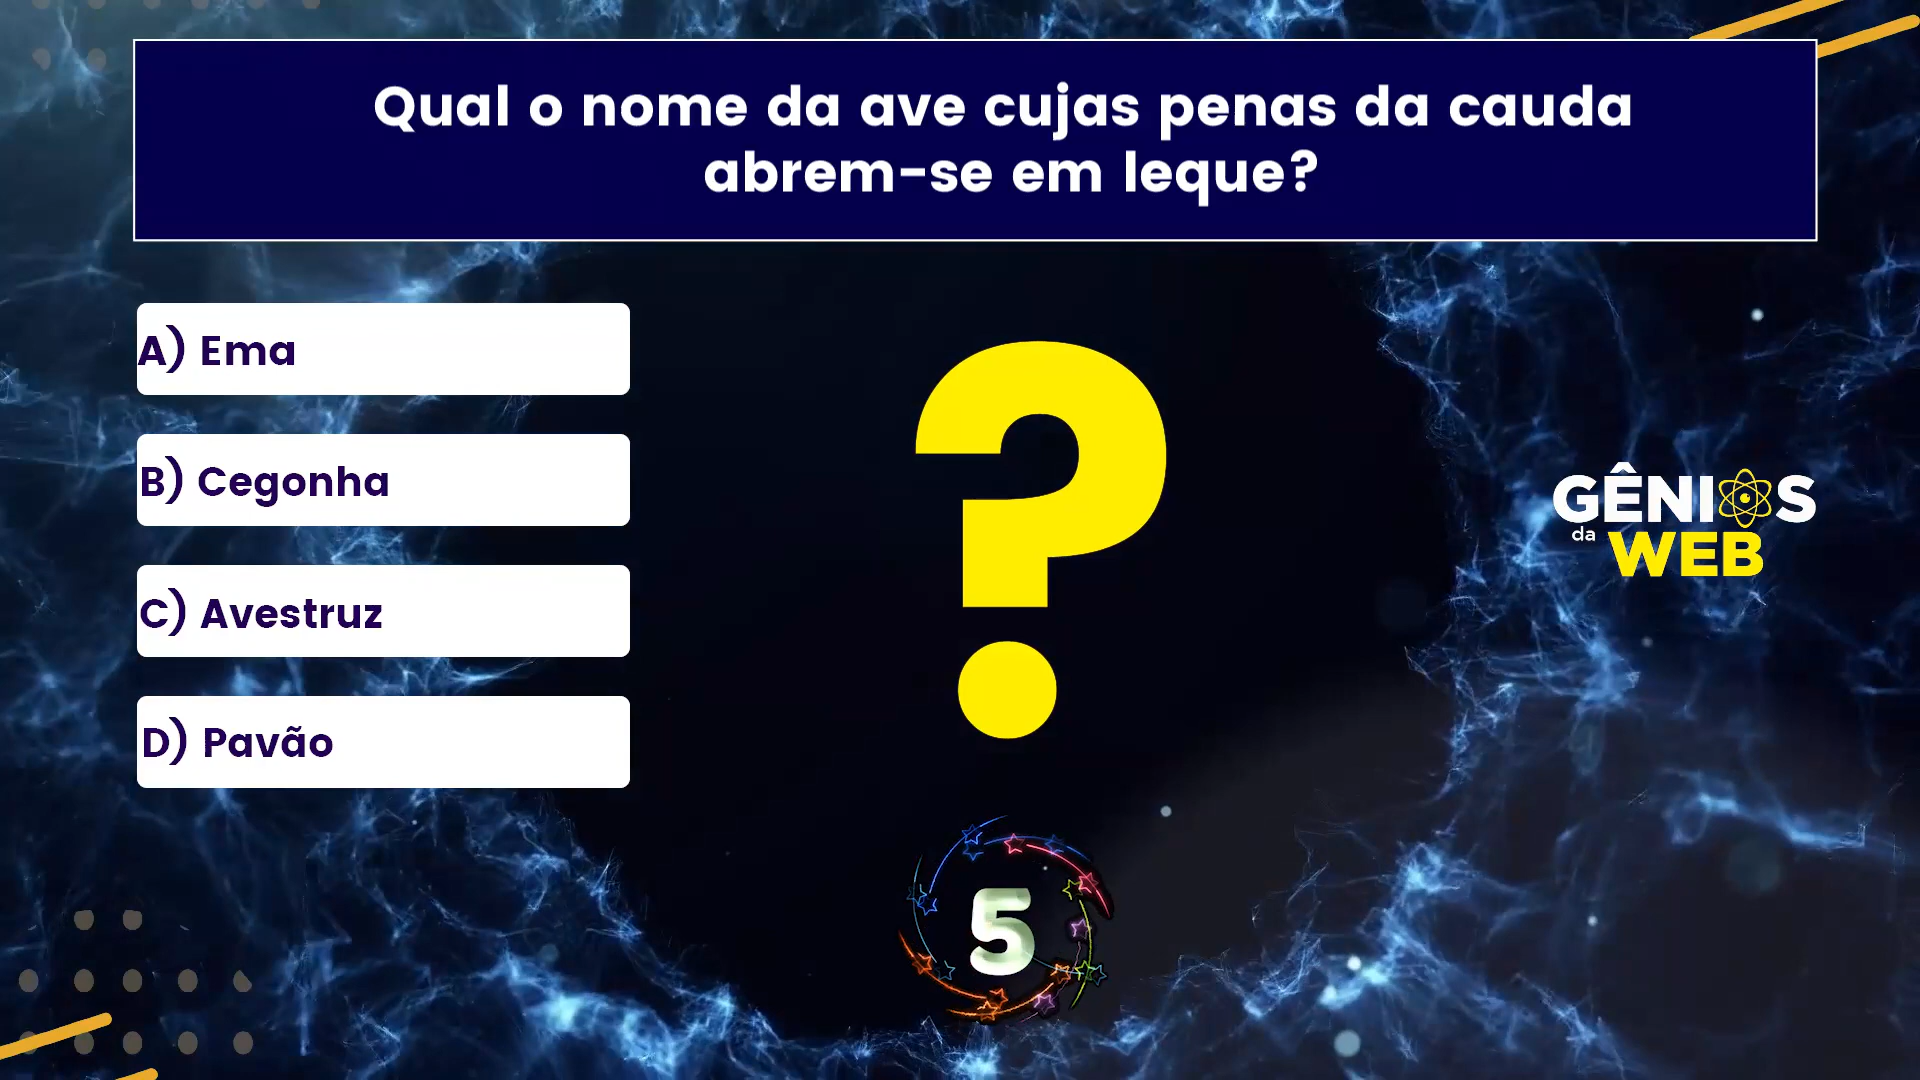 Qual o nome da ave cujas penas da cauda
abrem-se em leque?
A) Ema
B) Cegonha
C) Avestruz
D) Pavão
?
GÊNIOS
da
WEB
5